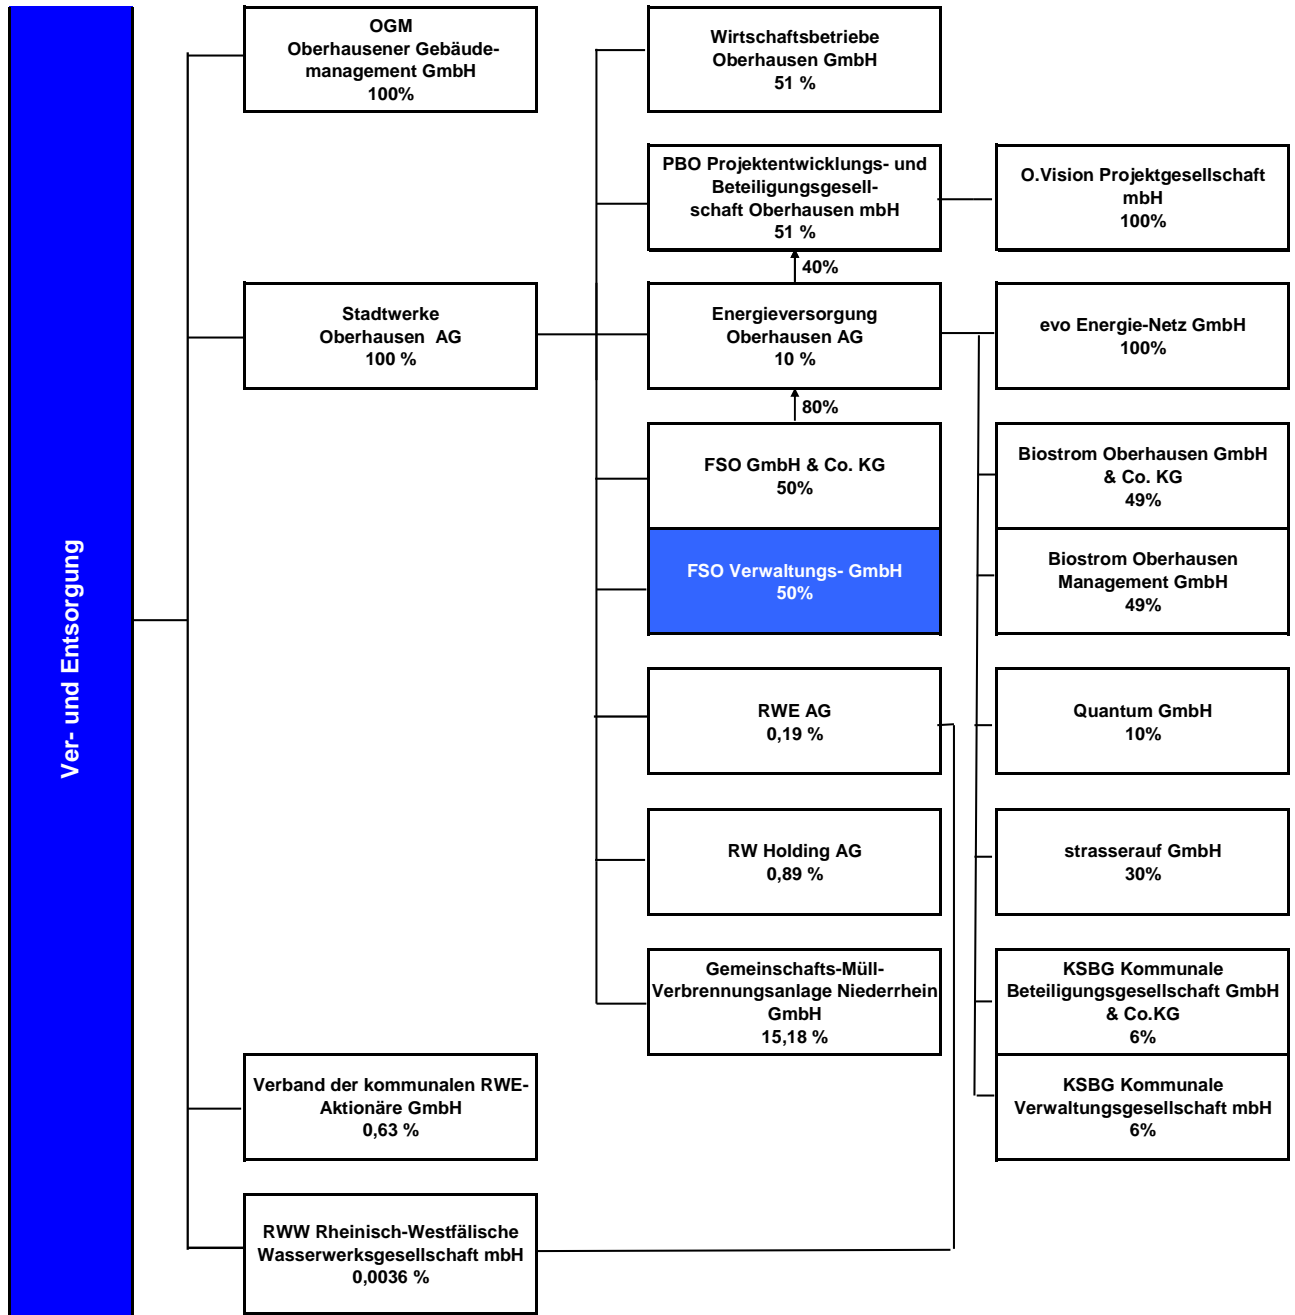 Ver- und Entsorgung
OGM
Oberhausener Gebäude-
management GmbH
100%
Stadtwerke
Oberhausen AG
100 %
Verband der kommunalen RWE-
Aktionäre GmbH
0,63 %
RWW Rheinisch-Westfälische
Wasserwerksgesellschaft mbH
0,0036 %
Wirtschaftsbetriebe
Oberhausen GmbH
51 %
PBO Projektentwicklungs- und
Beteiligungsgesell-
schaft Oberhausen mbH
51 %
40%
Energieversorgung
Oberhausen AG
10 %
80%
FSO GmbH & Co. KG
50%
FSO Verwaltungs- GmbH
50%
RWE AG
0,19 %
RW Holding AG
0,89 %
Gemeinschafts-Müll-
Verbrennungsanlage Niederrhein
GmbH
15,18 %
O.Vision Projektgesellschaft
mbH
100%
evo Energie-Netz GmbH
100%
Biostrom Oberhausen GmbH
& Co. KG
49%
Biostrom Oberhausen
Management GmbH
49%
Quantum GmbH
10%
strasserauf GmbH
30%
KSBG Kommunale
Beteiligungsgesellschaft GmbH
& Co.KG
6%
KSBG Kommunale
Verwaltungsgesellschaft mbH
6%